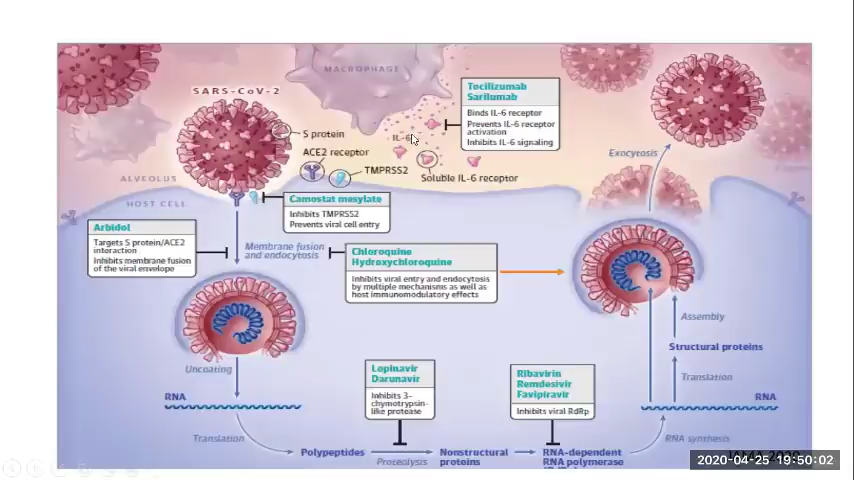 MACROPHAGE
SARS-CoV-2
Tocilizumab
Sarilumab
Binds IL-6 receptor
Prevents IL-6 receptor
activation
Inhibits IL-6 signaling
S protein
IL-6
ACE2 receptor
TMPRSS2
Soluble IL-6 receptor
Exocytosis
ALVEOLUS
HOST CELL
Camostat mesylate
Inhibits TMPRSS2
Prevents viral cell entry
Arbidol
Targets S protein/ACE2
interaction
Inhibits membrane fusion
of the viral envelope
Membrane fusion
and endocytosis
Chloroquine
Hydroxychloroquine
Inhibits viral entry and endocytosis
by multiple mechanisms as well as
host immunomodulatory effects
Assembly
Structural proteins
Uncoating
Translation
Lopinavir
Darunavir
Inhibits 3-
chymotrypsin-
like protease
Ribavirin
Remdesivir
Favipiravir
Inhibits viral RdRp
RNA
RNA
Translation
RNA synthesis
Polypeptides
Proteolysis
Nonstructural
proteins
RNA-dependent
RNA polymerase
2020-04-25 19:50:02